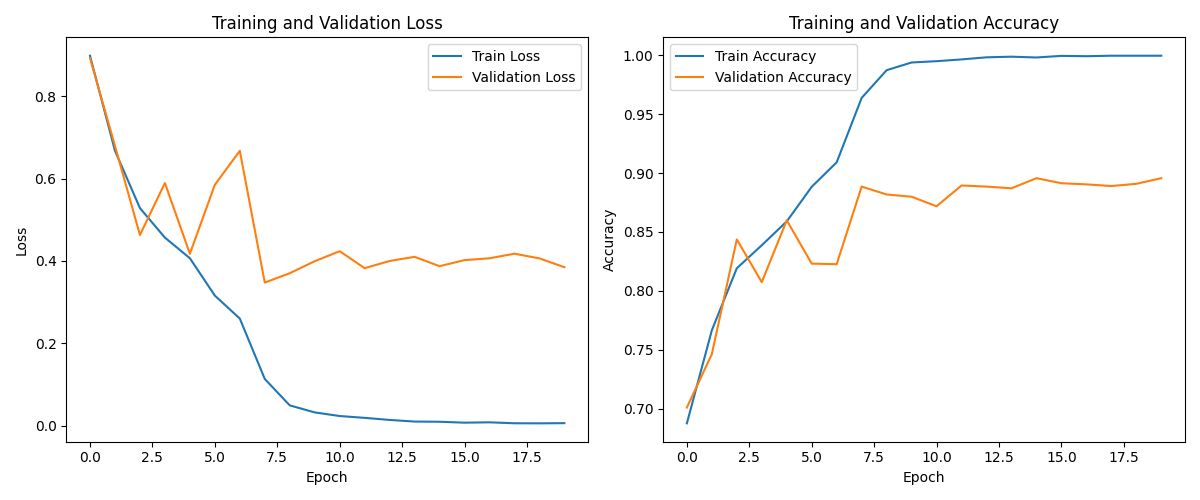 Training and Validation Loss
Train Loss
Validation Loss
Loss
0.8
0.6
0.4
0.2
0.0
0.0 2.5 5.0 7.5 10.0 12.5 15.0 17.5
Epoch
Training and Validation Accuracy
Train Accuracy
Validation Accuracy
Accuracy
1.00
0.95
0.90
0.85
0.80
0.75
0.70
0.0 2.5 5.0 7.5 10.0 12.5 15.0 17.5
Epoch